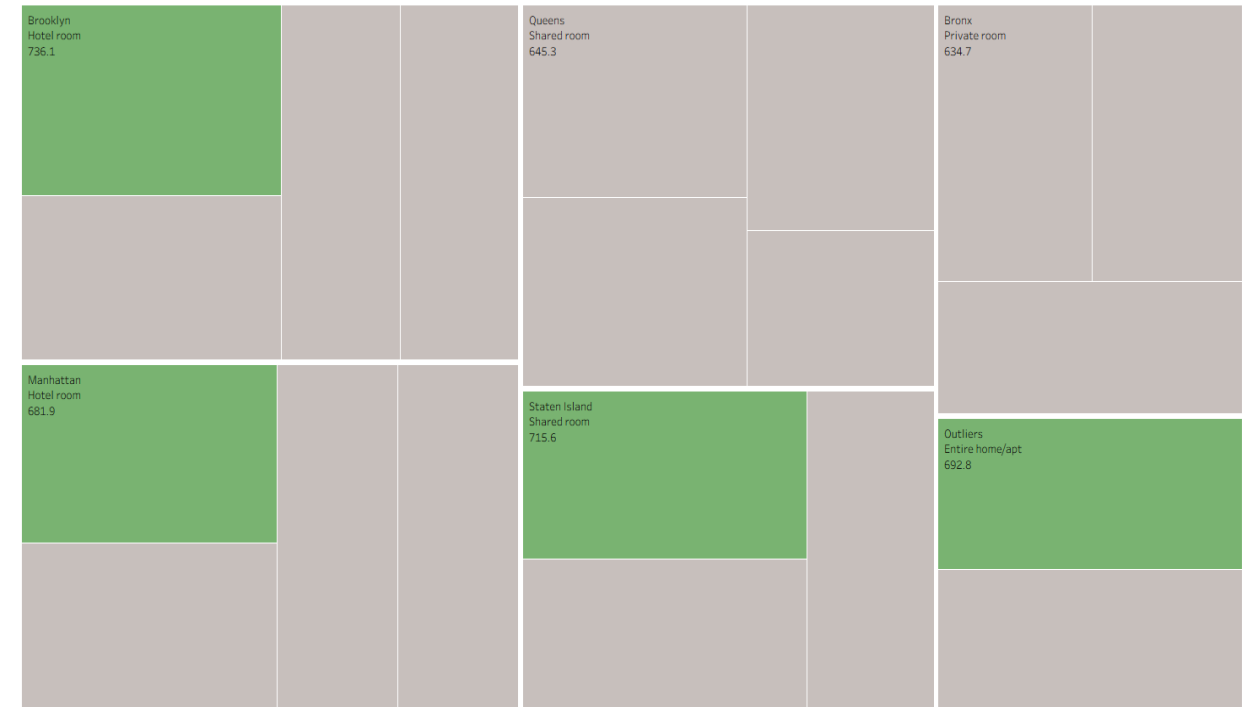 Brooklyn
Hotel room
736.1
Queens
Shared room
645.3
Bronx
Private room
634.7
Manhattan
Hotel room
681.9
Staten Island
Shared room
715.6
Outliers
Entire home/apt
692.8